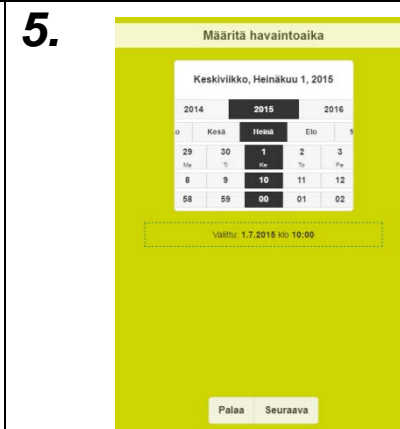 5.
Määritä havaintoaika
Keskiviikko, Heinäkuu 1, 2015
2014 2015 2016
o Kesä Heinä Elo S
29 30 1 2 3
Ma Ti Ke To Pe
8 9 10 11 12
58 59 00 01 02
Valittu: 1.7.2015 klo 10:00
Palaa Seuraava